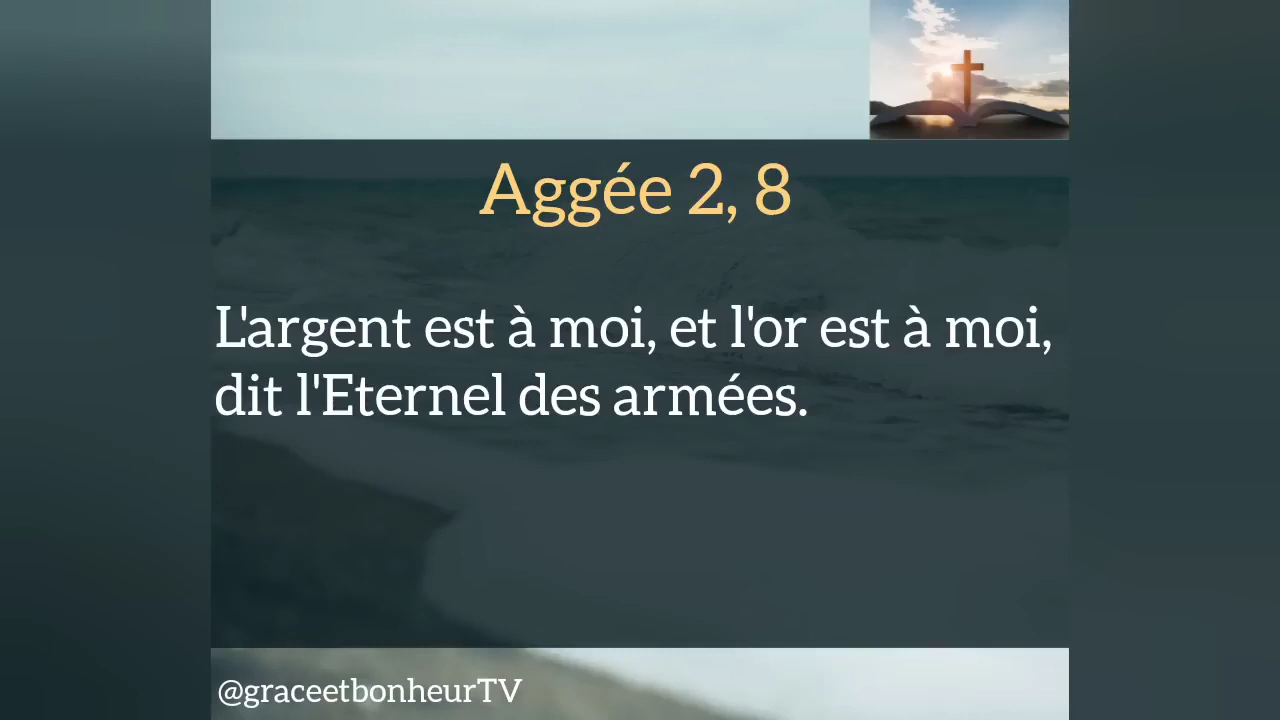 Aggée 2, 8
L'argent est à moi, et l'or est à moi,
dit l'Eternel des armées.
@graceetbonheurTV